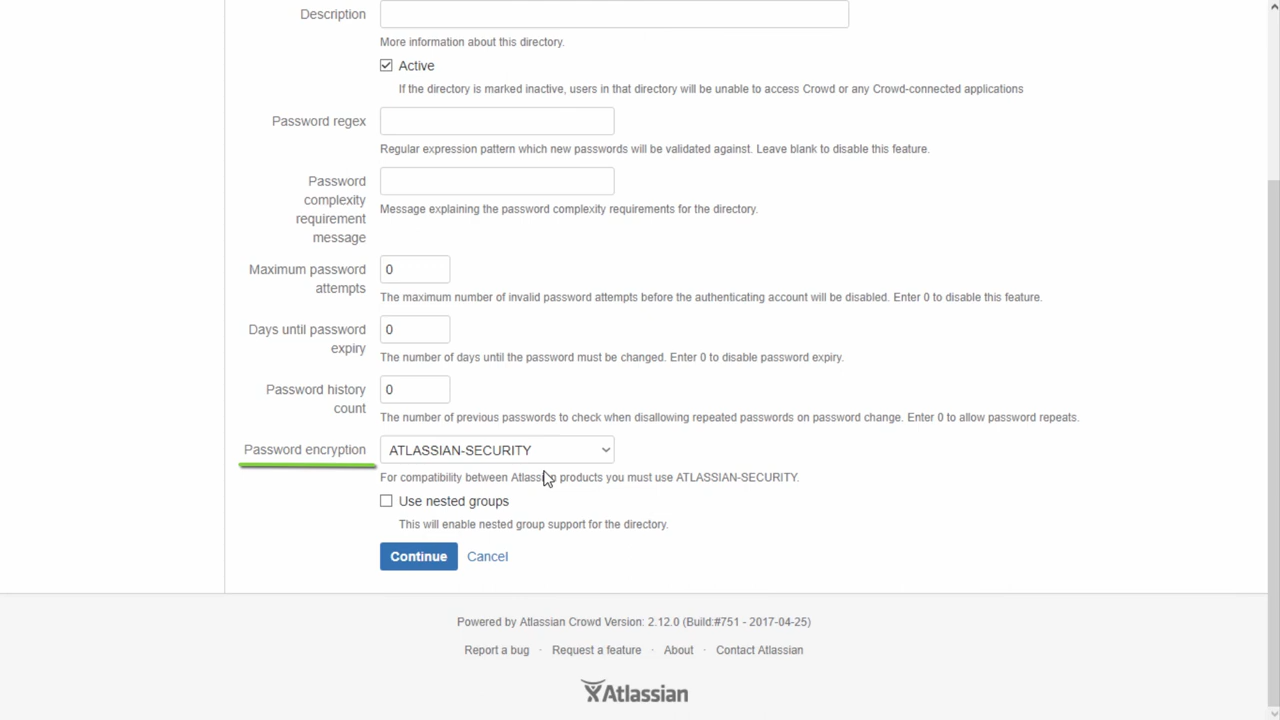 Description
More information about this directory.
Active
If the directory is marked inactive, users in that directory will be unable to access Crowd or any Crowd-connected applications
Password regex
Regular expression pattern which new passwords will be validated against. Leave blank to disable this feature.
Password
complexity
requirement
message
Message explaining the password complexity requirements for the directory.
Maximum password
attempts
0
The maximum number of invalid password attempts before the authenticating account will be disabled. Enter 0 to disable this feature.
Days until password
expiry
0
The number of days until the password must be changed. Enter 0 to disable password expiry.
Password history
count
0
The number of previous passwords to check when disallowing repeated passwords on password change. Enter 0 to allow password repeats.
Password encryption
ATLASSIAN-SECURITY
For compatibility between Atlassian products you must use ATLASSIAN-SECURITY.
Use nested groups
This will enable nested group support for the directory.
Continue Cancel
Powered by Atlassian Crowd Version: 2.12.0 (Build:#751 - 2017-04-25)
Report a bug · Request a feature · About · Contact Atlassian
Atlassian